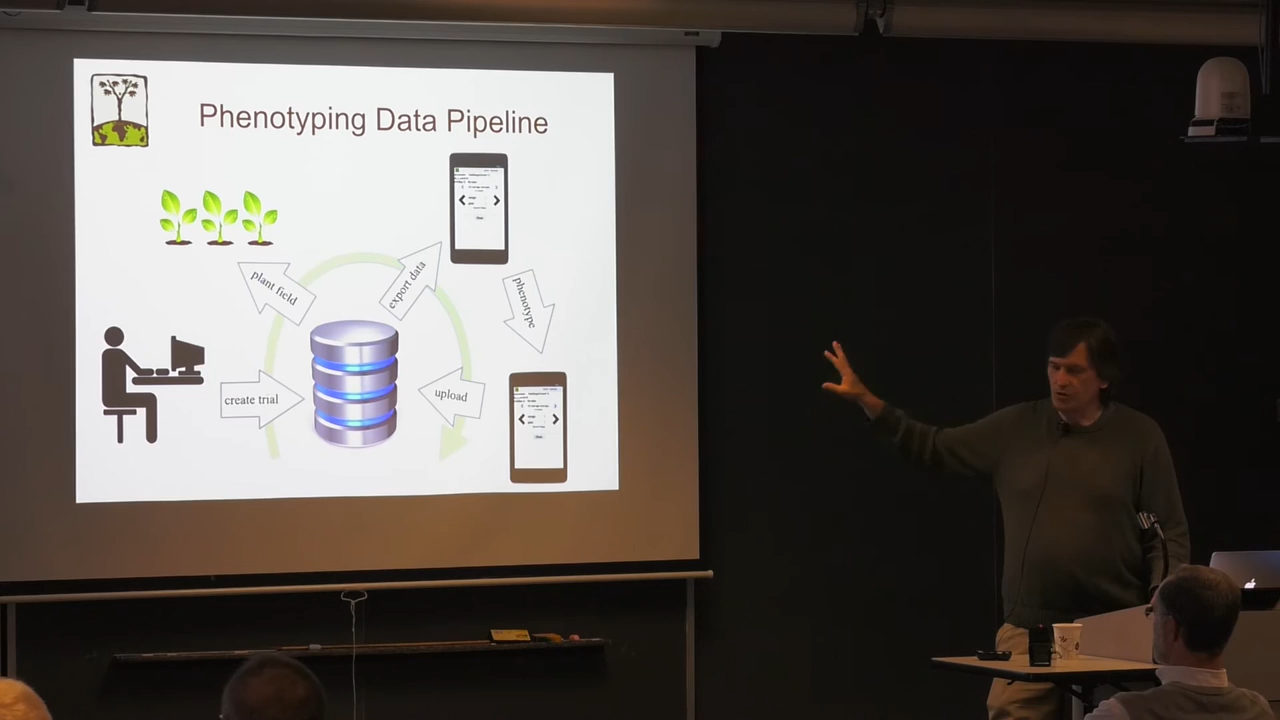 Phenotyping Data Pipeline
plant field
export data
phenotype
create trial
upload